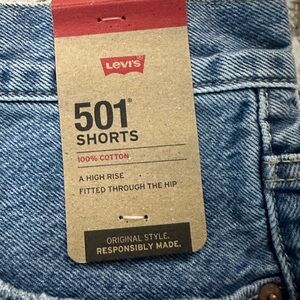 Levi's
501®
SHORTS
100% COTTON
A HIGH RISE
FITTED THROUGH THE HIP
ORIGINAL STYLE.
RESPONSIBLY MADE.